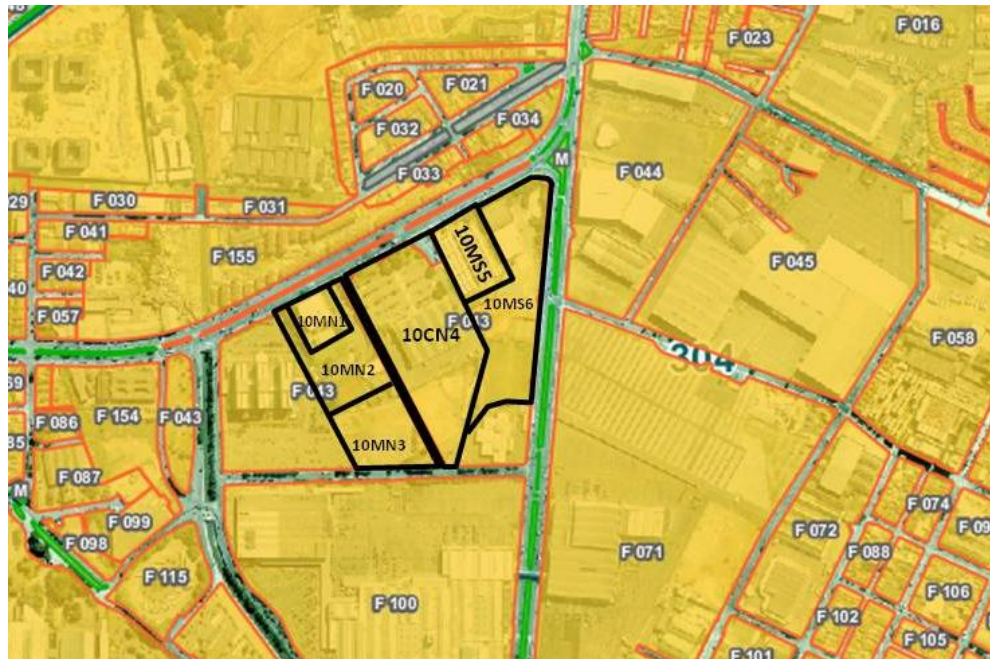 F 023
F 016
F 021
F 020
F 034
F 032
M
F 033
F 044
29
F 030
F 031
F 041
F 155
10MS5
F 045
F 042
40
10MS6
F 057
10MN1
F 043
10CN4
F 058
304
10MN2
69
F 154
F 043
F 043
F 086
85
10MN3
F 087
M
F 074
F 099
F 072
F 09
F 098
F 088
F 071
F 115
F 106
F 100
F 102
F 105
F 101